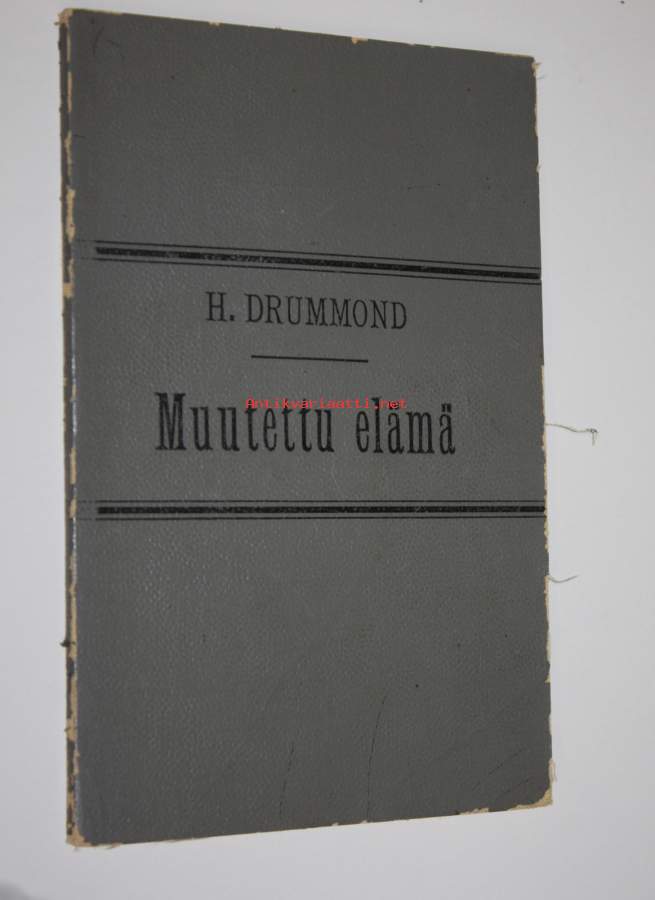 H. DRUMMOND
Antikvariaatti.net
Muutettu elämä